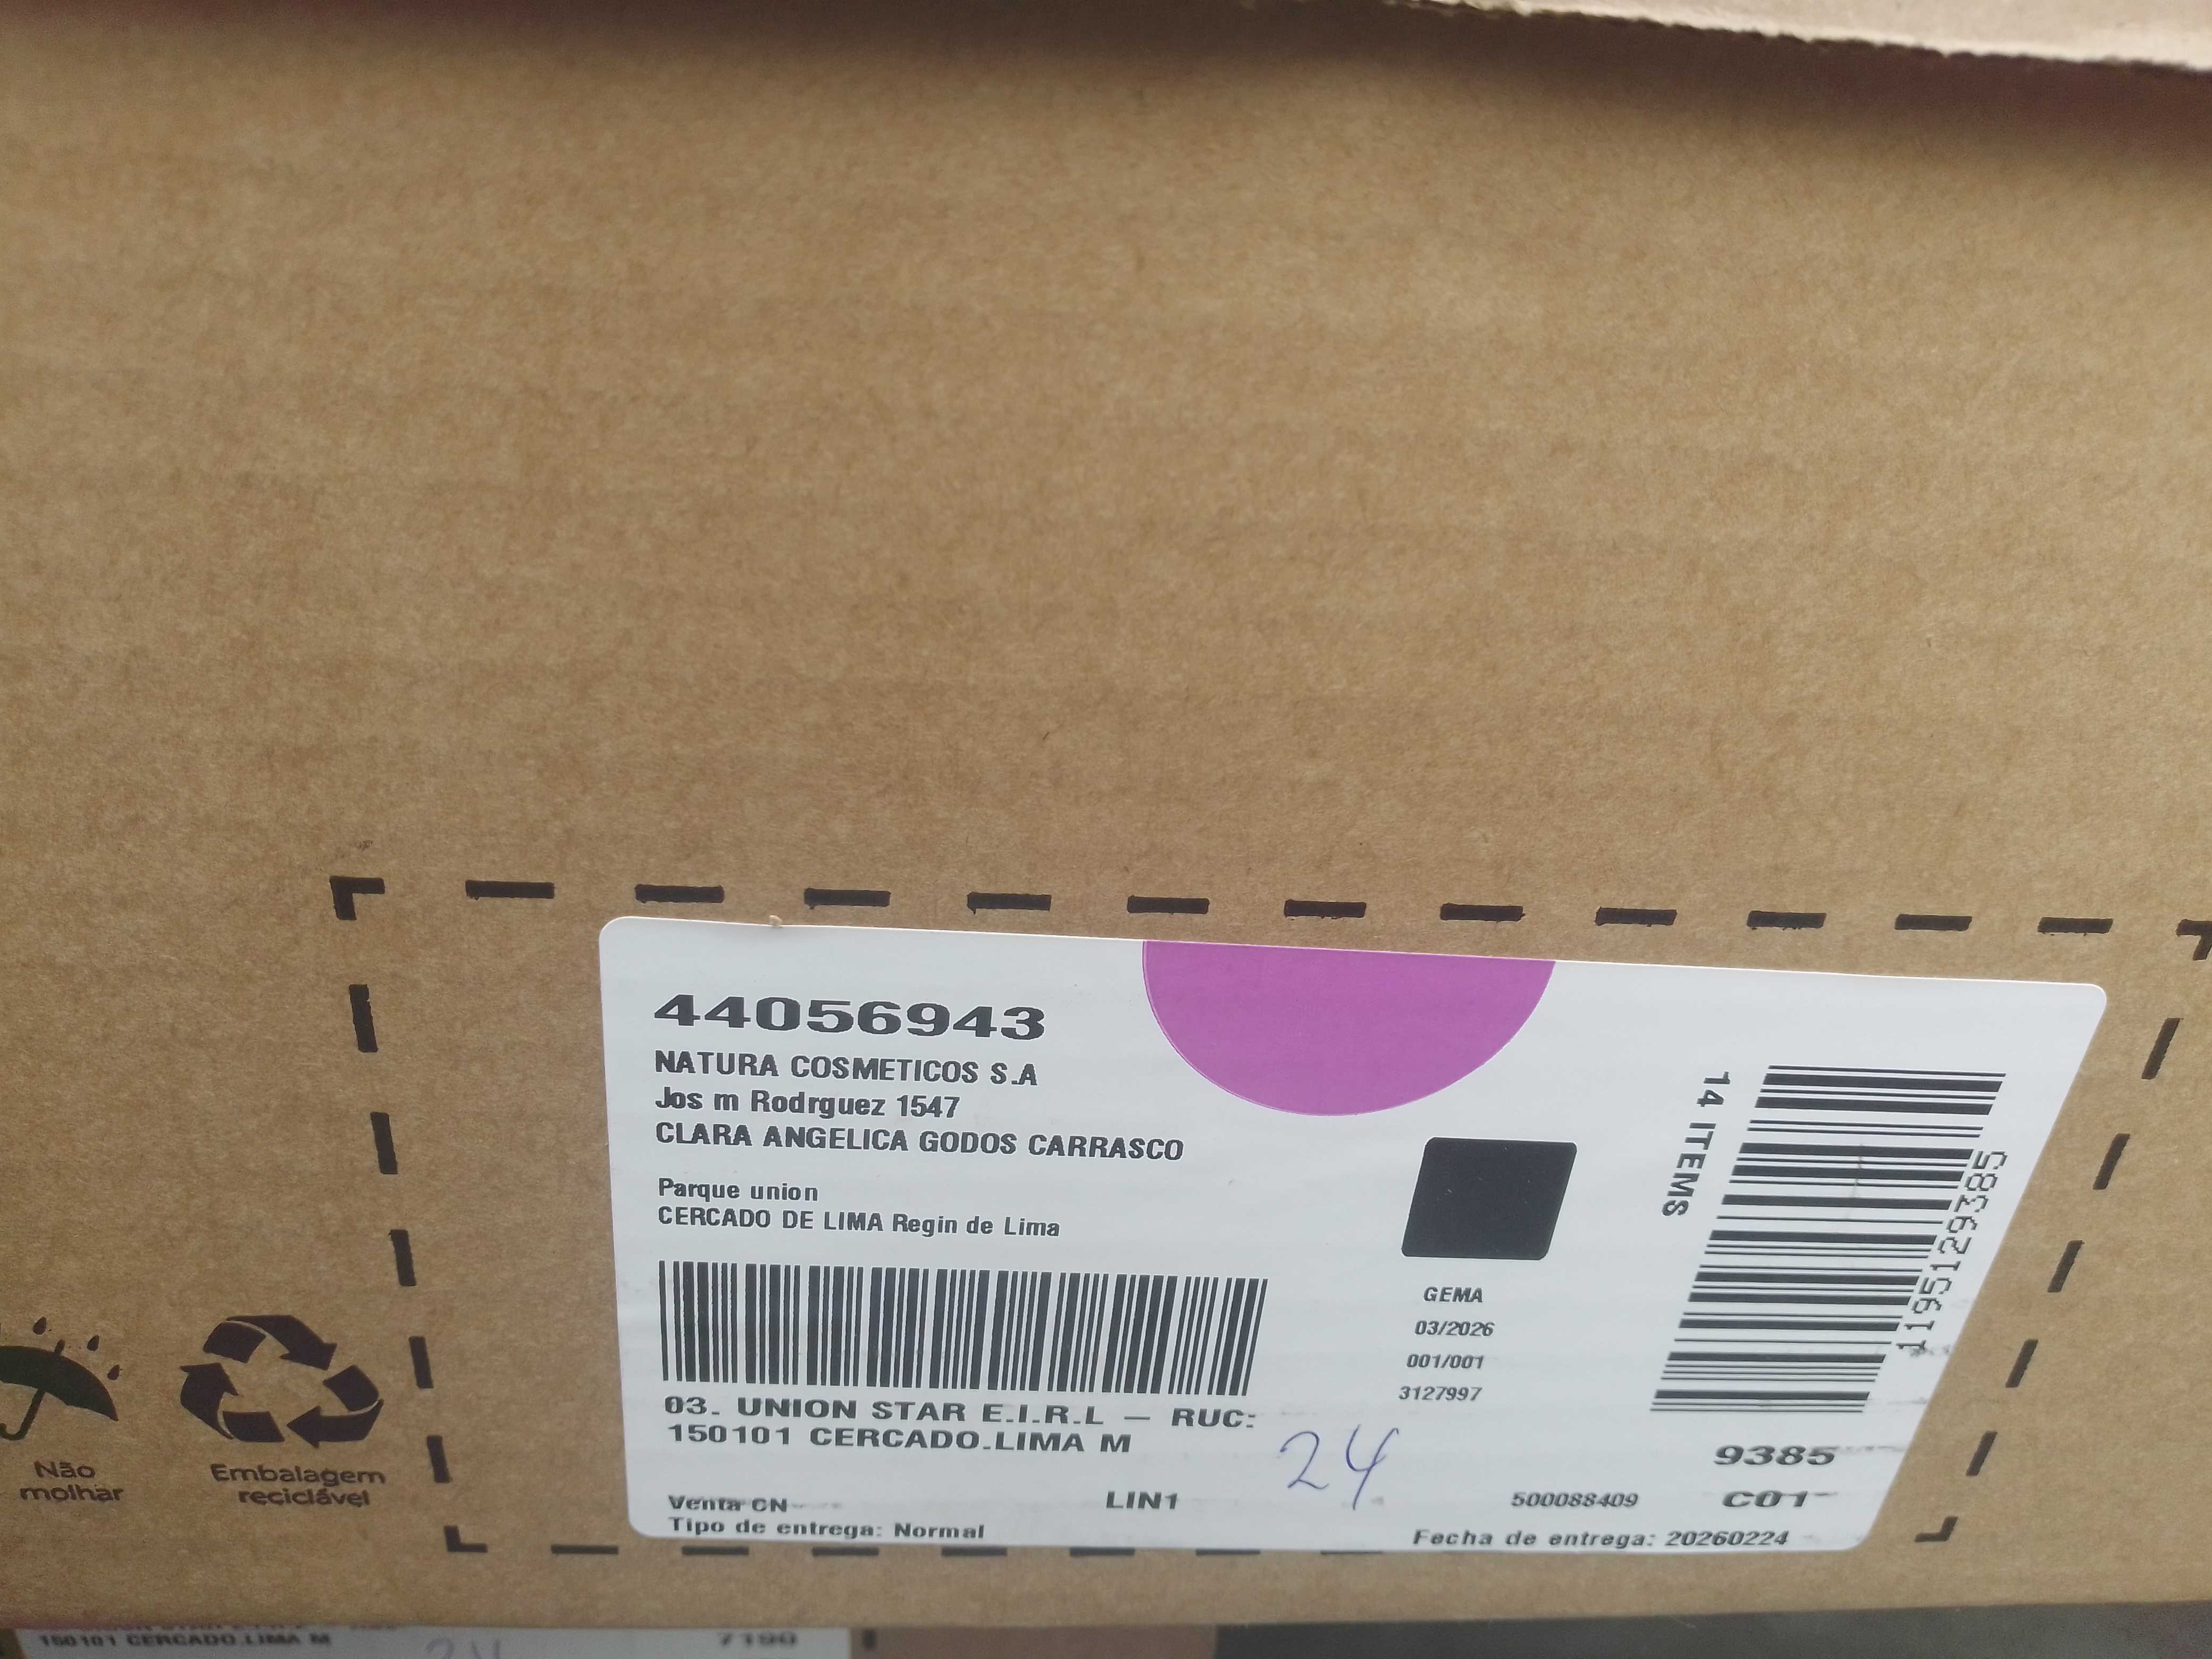 44056943
NATURA COSMETICOS S.A
Jos m Rodrguez 1547
CLARA ANGELICA GODOS CARRASCO
Parque union
CERCADO DE LIMA Regin de Lima
03. UNION STAR E.I.R.L — RUC:
150101 CERCADO.LIMA M
24
Venta CN
LIN1
Tipo de entrega: Normal
GEMA
03/2026
001/001
3127997
14 ITEMS
1195129385
9385
500088409
C01
Fecha de entrega: 20260224
Não
molhar
Embalagem
reciclável
150101 CERCADO.LIMA M
7190
24